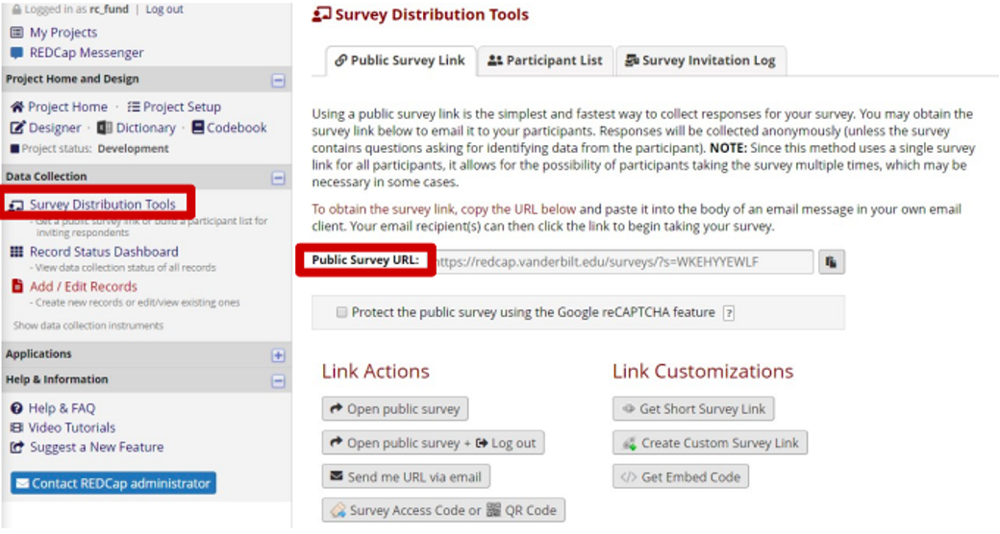 Logged in as rc_fund | Log out
My Projects
REDCap Messenger
Project Home and Design
Project Home · Project Setup
Designer · Dictionary · Codebook
Project status: Development
Data Collection
Survey Distribution Tools
- Get a public survey link or build a participant list for
inviting respondents
Record Status Dashboard
- View data collection status of all records
Add / Edit Records
- Create new records or edit/view existing ones
Show data collection instruments
Applications
Help & Information
Help & FAQ
Video Tutorials
Suggest a New Feature
Contact REDCap administrator
Survey Distribution Tools
Public Survey Link
Participant List
Survey Invitation Log
Using a public survey link is the simplest and fastest way to collect responses for your survey. You may obtain the
survey link below to email it to your participants. Responses will be collected anonymously (unless the survey
contains questions asking for identifying data from the participant). NOTE: Since this method uses a single survey
link for all participants, it allows for the possibility of participants taking the survey multiple times, which may be
necessary in some cases.
To obtain the survey link, copy the URL below and paste it into the body of an email message in your own email
client. Your email recipient(s) can then click the link to begin taking your survey.
Public Survey URL: https://redcap.vanderbilt.edu/surveys/?s=WKEHYYEWLF
Protect the public survey using the Google reCAPTCHA feature ?
Link Actions
Open public survey
Open public survey + Log out
Send me URL via email
Survey Access Code or QR Code
Link Customizations
Get Short Survey Link
Create Custom Survey Link
</> Get Embed Code